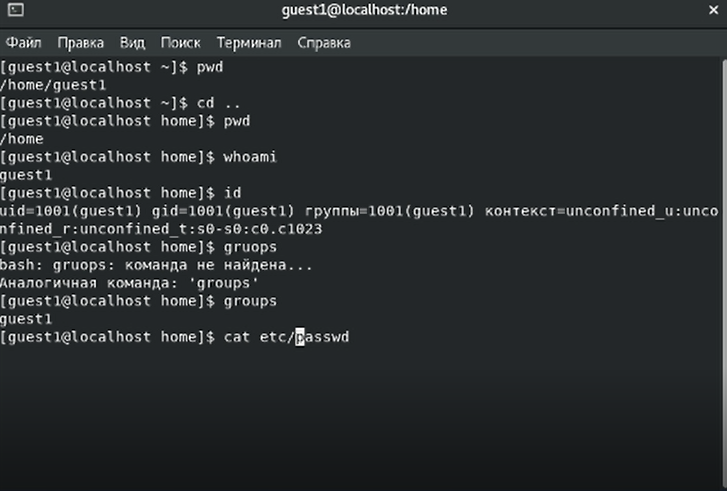 guest1@localhost:/home
Файл Правка Вид Поиск Терминал Справка
[guest1@localhost ~]$ pwd
/home/guest1
[guest1@localhost ~]$ cd ..
[guest1@localhost home]$ pwd
/home
[guest1@localhost home]$ whoami
guest1
[guest1@localhost home]$ id
uid=1001(guest1) gid=1001(guest1) группы=1001(guest1) контекст=unconfined_u:unco
nfined_r:unconfined_t:s0-s0:c0.c1023
[guest1@localhost home]$ gruops
bash: gruops: команда не найдена...
Аналогичная команда: 'groups'
[guest1@localhost home]$ groups
guest1
[guest1@localhost home]$ cat etc/passwd